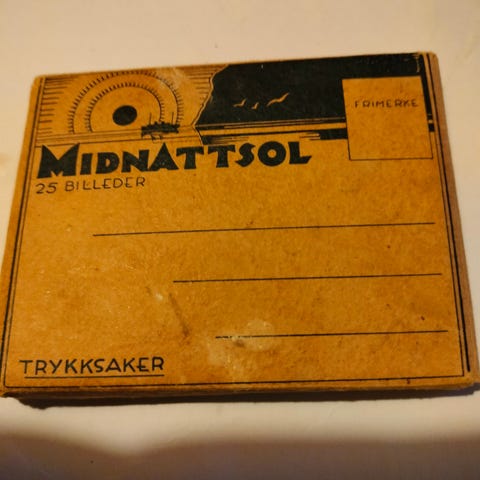 FRIMERKE
MIDNATTSOL
25 BILLEDER
TRYKKSAKER